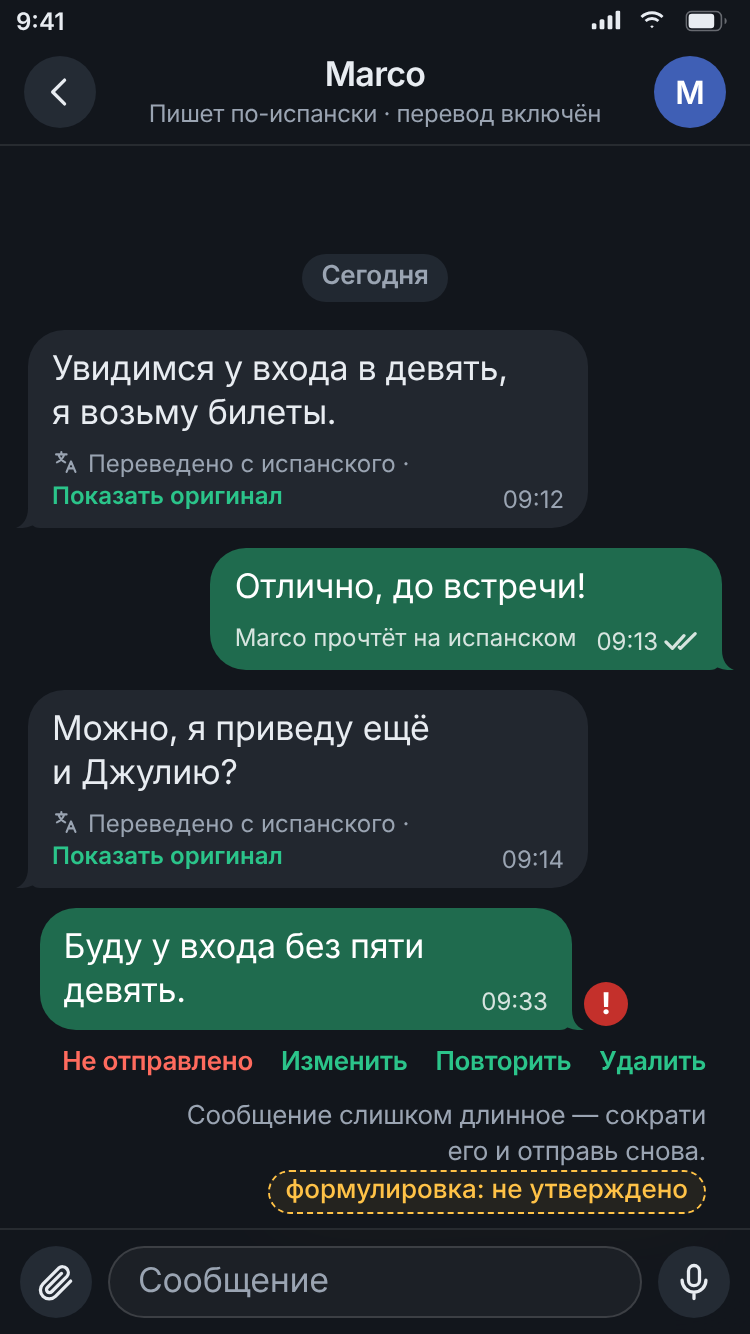 9:41
Marco
Пишет по-испански · перевод включён
M
Сегодня
Увидимся у входа в девять,
я возьму билеты.
Переведено с испанского ·
Показать оригинал
09:12
Отлично, до встречи!
Marco прочтёт на испанском
09:13
Можно, я приведу ещё
и Джулию?
Переведено с испанского ·
Показать оригинал
09:14
Буду у входа без пяти
девять.
09:33
!
Не отправлено Изменить Повторить Удалить
Сообщение слишком длинное — сократи
его и отправь снова.
формулировка: не утверждено
Сообщение